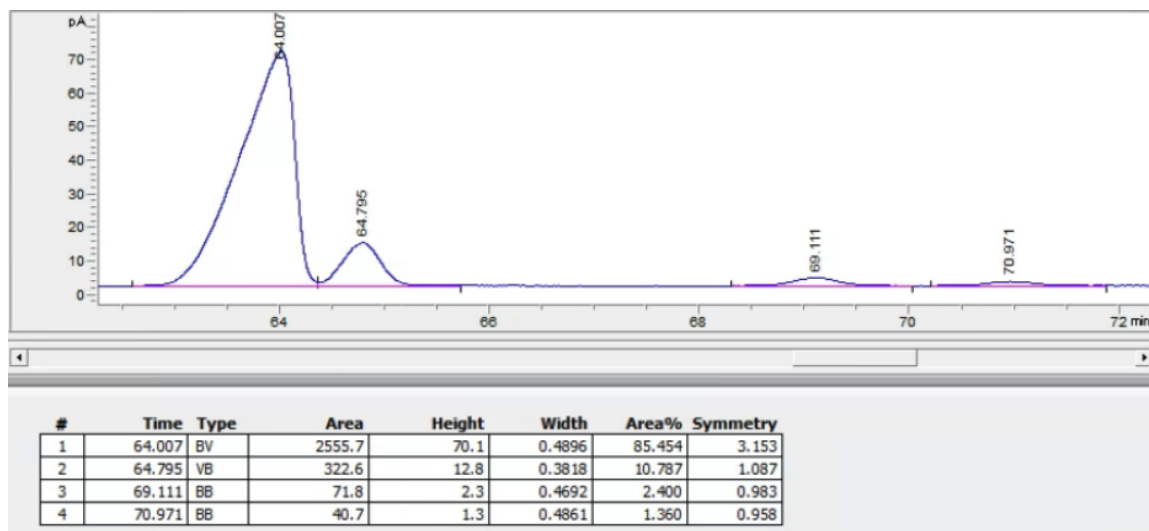 pA
70
60
50
40
30
20
10
0
64.007
64.795
69.111
70.971
64 66 68 70 72 min
# Time Type Area Height Width Area% Symmetry
1 64.007 BV 2555.7 70.1 0.4896 85.454 3.153
2 64.795 VB 322.6 12.8 0.3818 10.787 1.087
3 69.111 BB 71.8 2.3 0.4692 2.400 0.983
4 70.971 BB 40.7 1.3 0.4861 1.360 0.958